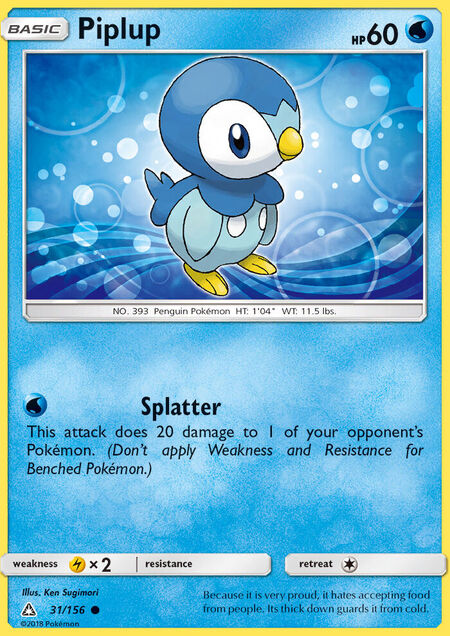 BASIC Piplup HP60
NO. 393 Penguin Pokémon HT: 1'04" WT: 11.5 lbs.
Splatter
This attack does 20 damage to 1 of your opponent's
Pokémon. (Don't apply Weakness and Resistance for
Benched Pokémon.)
weakness ×2 resistance retreat
Illus. Ken Sugimori
31/156
©2018 Pokémon
Because it is very proud, it hates accepting food
from people. Its thick down guards it from cold.